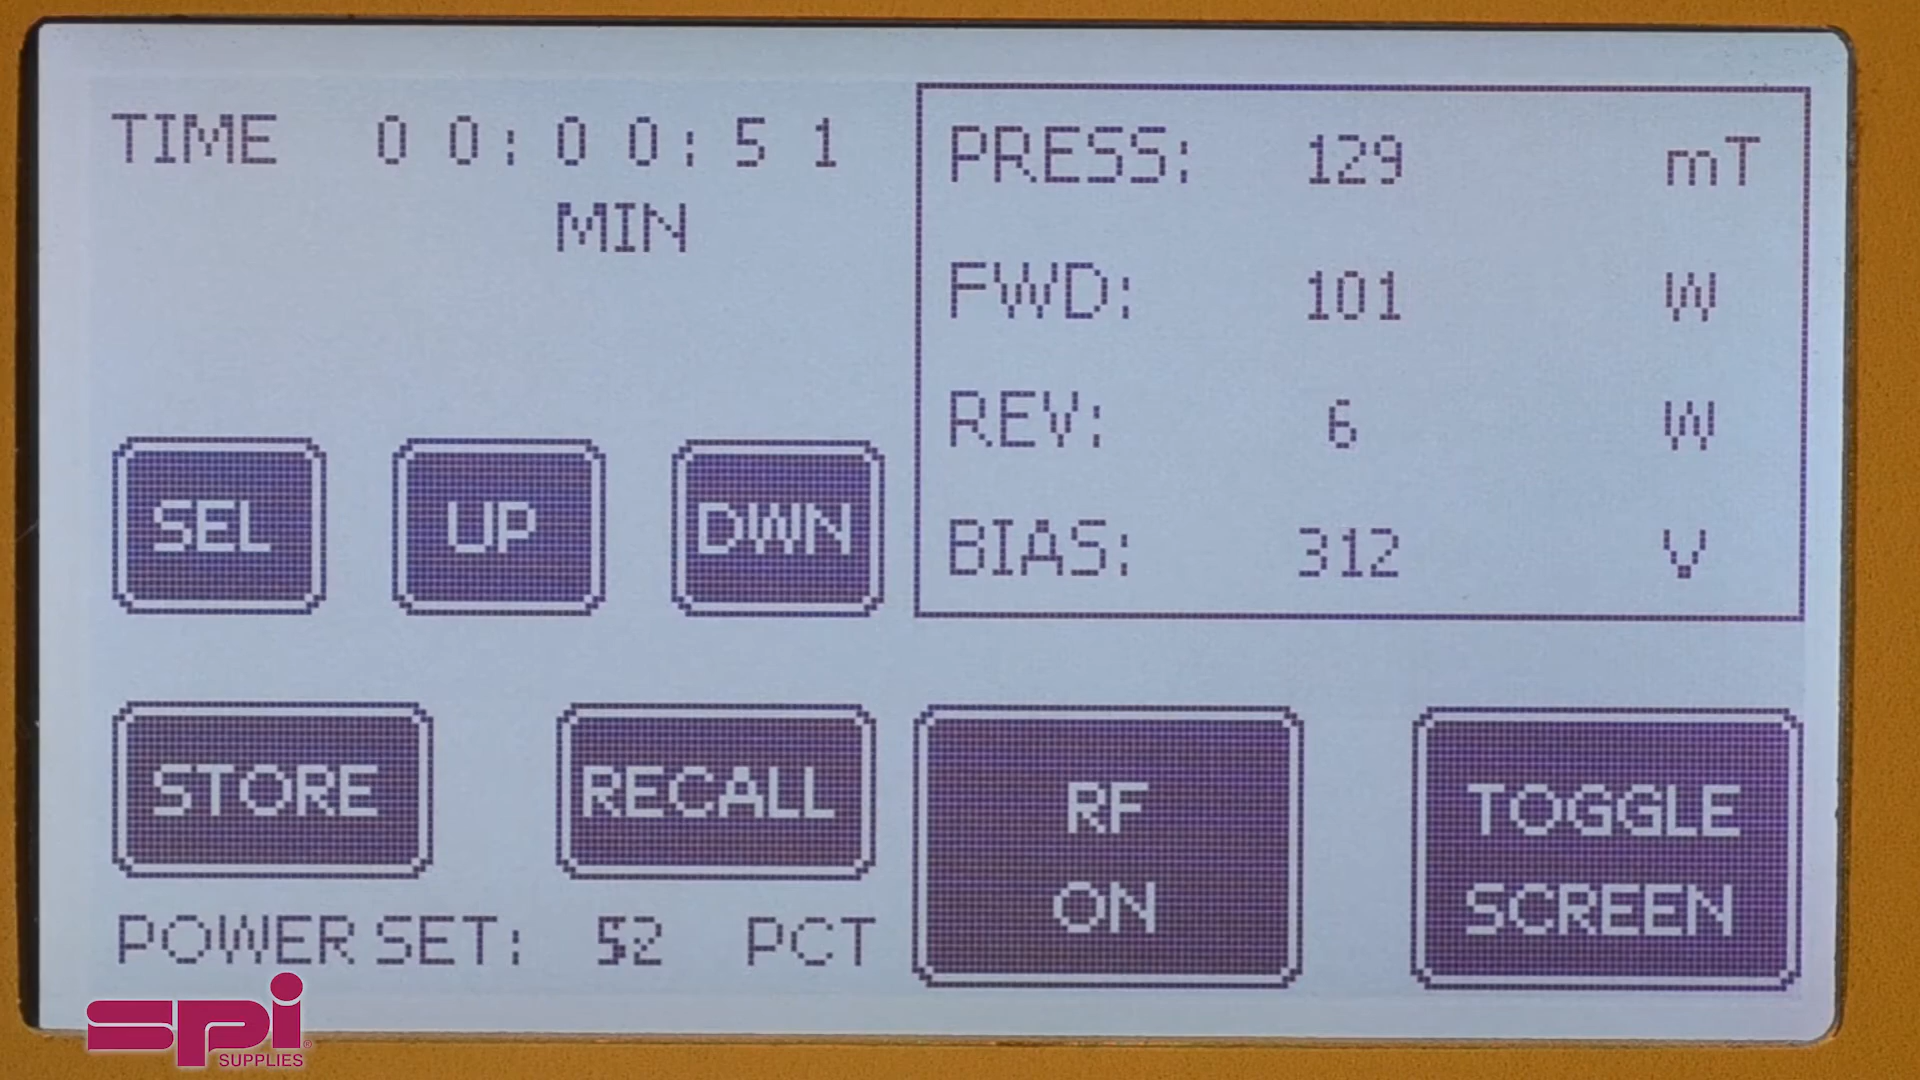 TIME 00:00:51
MIN
PRESS: 129 mT
FWD: 101 W
REV: 6 W
BIAS: 312 V
SEL UP DWN
STORE RECALL
RF
ON
TOGGLE
SCREEN
POWER SET: 52 PCT
spi
SUPPLIES